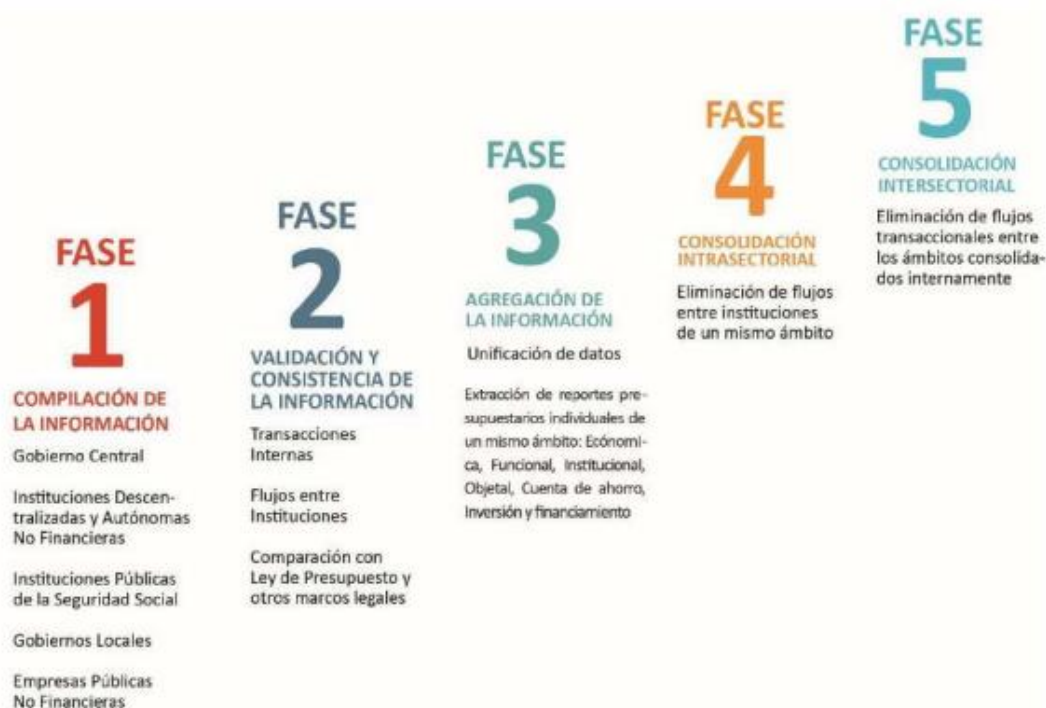 FASE
1
COMPILACIÓN DE
LA INFORMACIÓN
Gobierno Central
Instituciones Descen-
tralizadas y Autónomas
No Financieras
Instituciones Públicas
de la Seguridad Social
Gobiernos Locales
Empresas Públicas
No Financieras
FASE
2
VALIDACIÓN Y
CONSISTENCIA DE
LA INFORMACIÓN
Transacciones
Internas
Flujos entre
Instituciones
Comparación con
Ley de Presupuesto y
otros marcos legales
FASE
3
AGREGACIÓN DE
LA INFORMACIÓN
Unificación de datos
Extracción de reportes pre-
supuestarios individuales de
un mismo ámbito: Ecónomi-
ca, Funcional, Institucional,
Objetal, Cuenta de ahorro,
Inversión y financiamiento
FASE
4
CONSOLIDACIÓN
INTRASECTORIAL
Eliminación de flujos
entre instituciones
de un mismo ámbito
FASE
5
CONSOLIDACIÓN
INTERSECTORIAL
Eliminación de flujos
transaccionales entre
los ámbitos consolida-
dos internamente